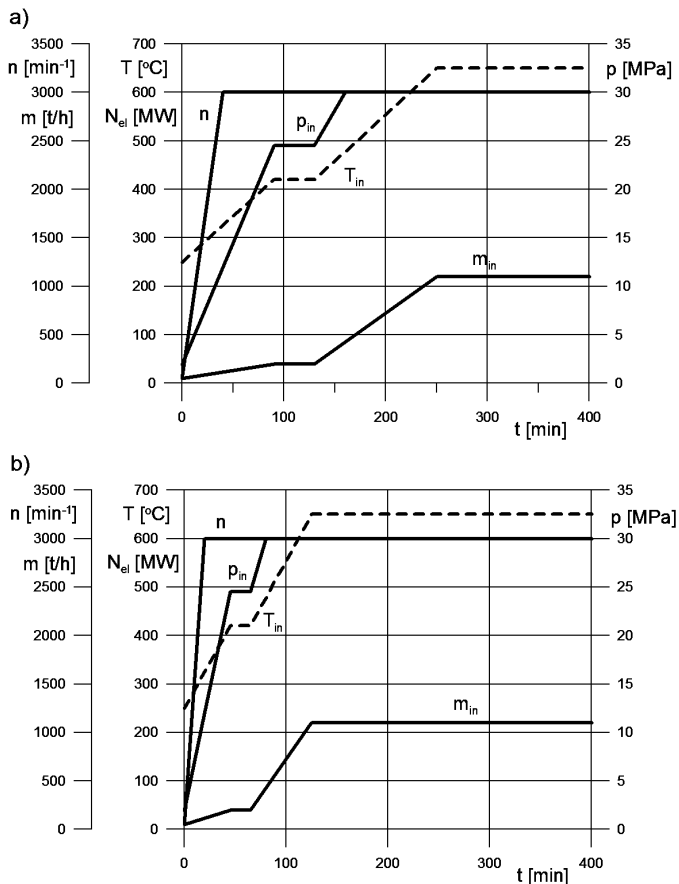 a)
3500 700 35
n [min⁻¹] T [°C] p [MPa]
3000 600 30
m [t/h] Nel [MW] n pin
2500 500 25
2000 400 20
Tin
1500 300 15
min
1000 200 10
500 100 5
0 0 0
0 100 200 300 400
t [min]
b)
3500 700 35
n [min⁻¹] T [°C] n p [MPa]
3000 600 30
m [t/h] Nel [MW] pin
2500 500 25
2000 400 Tin 20
1500 300 15
min
1000 200 10
500 100 5
0 0 0
0 100 200 300 400
t [min]